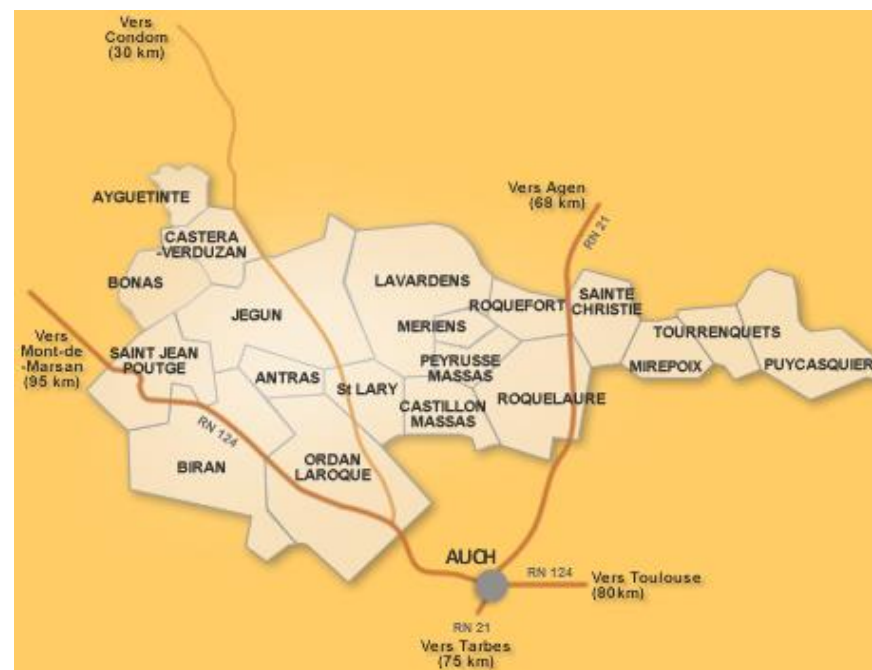 Vers
Condom
(30 km)
Vers Agen
(68 km)
RN 21
AYGUETINTE
CASTERA
-VERDUZAN
BONAS
LAVARDENS
ROQUEFORT
SAINTE
CHRISTIE
JEGUN
MERIENS
TOURRENQUETS
Vers
Mont-de
-Marsan
(95 km)
SAINT JEAN
POUTGE
PEYRUSSE
MASSAS
MIREPOIX
PUYCASQUIER
ANTRAS
St LARY
CASTILLON
MASSAS
ROQUELAURE
RN 124
BIRAN
ORDAN
LAROQUE
AUCH
RN 124
Vers Toulouse
(80km)
RN 21
Vers Tarbes
(75 km)